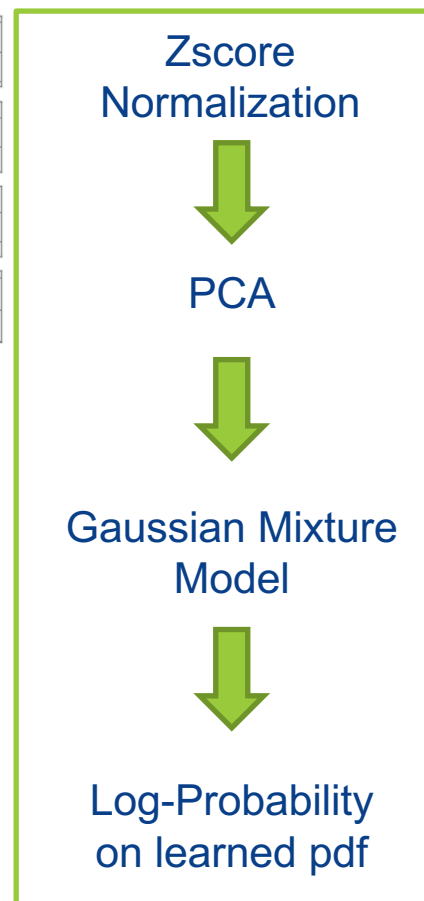 Zscore
Normalization
PCA
Gaussian Mixture
Model
Log-Probability
on learned pdf